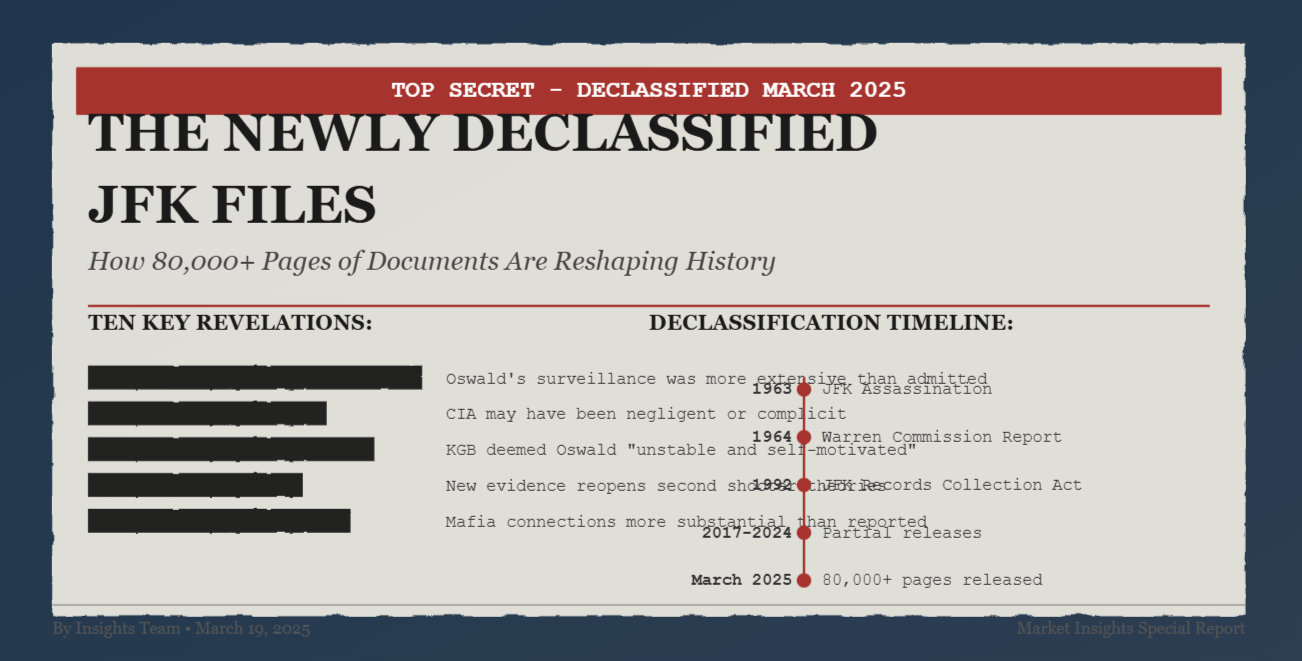 TOP SECRET - DECLASSIFIED MARCH 2025
THE NEWLY DECLASSIFIED
JFK FILES
How 80,000+ Pages of Documents Are Reshaping History
TEN KEY REVELATIONS:
Oswald's surveillance was more extensive than admitted
CIA may have been negligent or complicit
KGB deemed Oswald "unstable and self-motivated"
New evidence reopens second shooter theories
Mafia connections more substantial than reported
DECLASSIFICATION TIMELINE:
1963 JFK Assassination
1964 Warren Commission Report
1992 JFK Records Collection Act
2017-2024 Partial releases
March 2025 80,000+ pages released
By Insights Team • March 19, 2025
Market Insights Special Report